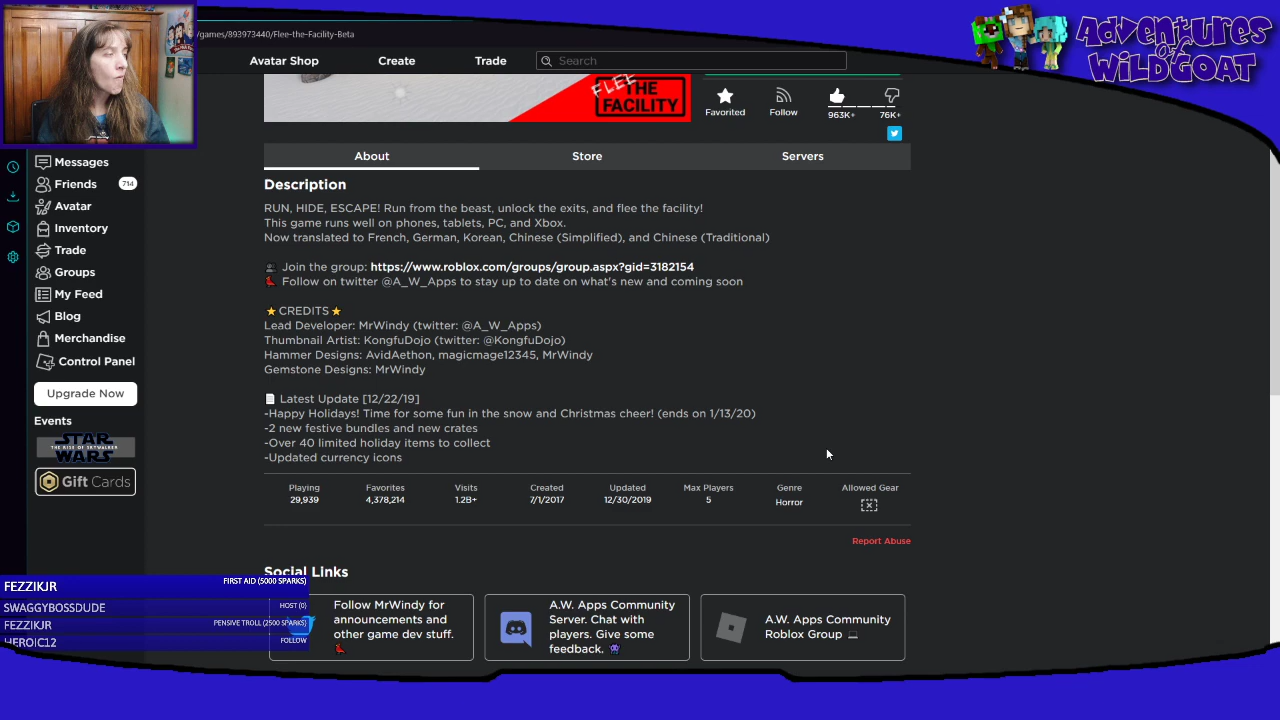 /games/893973440/Flee-the-Facility-Beta
Adventures
of
WildGoat
Avatar Shop
Create
Trade
Search
FLEE
THE
FACILITY
Favorited
Follow
963K+
76K+
About
Store
Servers
Messages
Friends
714
Avatar
Inventory
Trade
Groups
My Feed
Blog
Merchandise
Control Panel
Upgrade Now
Events
STAR
WARS
THE RISE OF SKYWALKER
Gift Cards
Description
RUN, HIDE, ESCAPE! Run from the beast, unlock the exits, and flee the facility!
This game runs well on phones, tablets, PC, and Xbox.
Now translated to French, German, Korean, Chinese (Simplified), and Chinese (Traditional)
Join the group: https://www.roblox.com/groups/group.aspx?gid=3182154
Follow on twitter @A_W_Apps to stay up to date on what's new and coming soon
⭐CREDITS⭐
Lead Developer: MrWindy (twitter: @A_W_Apps)
Thumbnail Artist: KongfuDojo (twitter: @KongfuDojo)
Hammer Designs: AvidAethon, magicmage12345, MrWindy
Gemstone Designs: MrWindy
Latest Update [12/22/19]
-Happy Holidays! Time for some fun in the snow and Christmas cheer! (ends on 1/13/20)
-2 new festive bundles and new crates
-Over 40 limited holiday items to collect
-Updated currency icons
Playing
29,939
Favorites
4,378,214
Visits
1.2B+
Created
7/1/2017
Updated
12/30/2019
Max Players
5
Genre
Horror
Allowed Gear
Report Abuse
Social Links
Follow MrWindy for
announcements and
other game dev stuff.
A.W. Apps Community
Server. Chat with
players. Give some
feedback.
A.W. Apps Community
Roblox Group
FEZZIKJR
FIRST AID (5000 SPARKS)
SWAGGYBOSSDUDE
HOST (0)
FEZZIKJR
PENSIVE TROLL (2500 SPARKS)
HEROIC12
FOLLOW